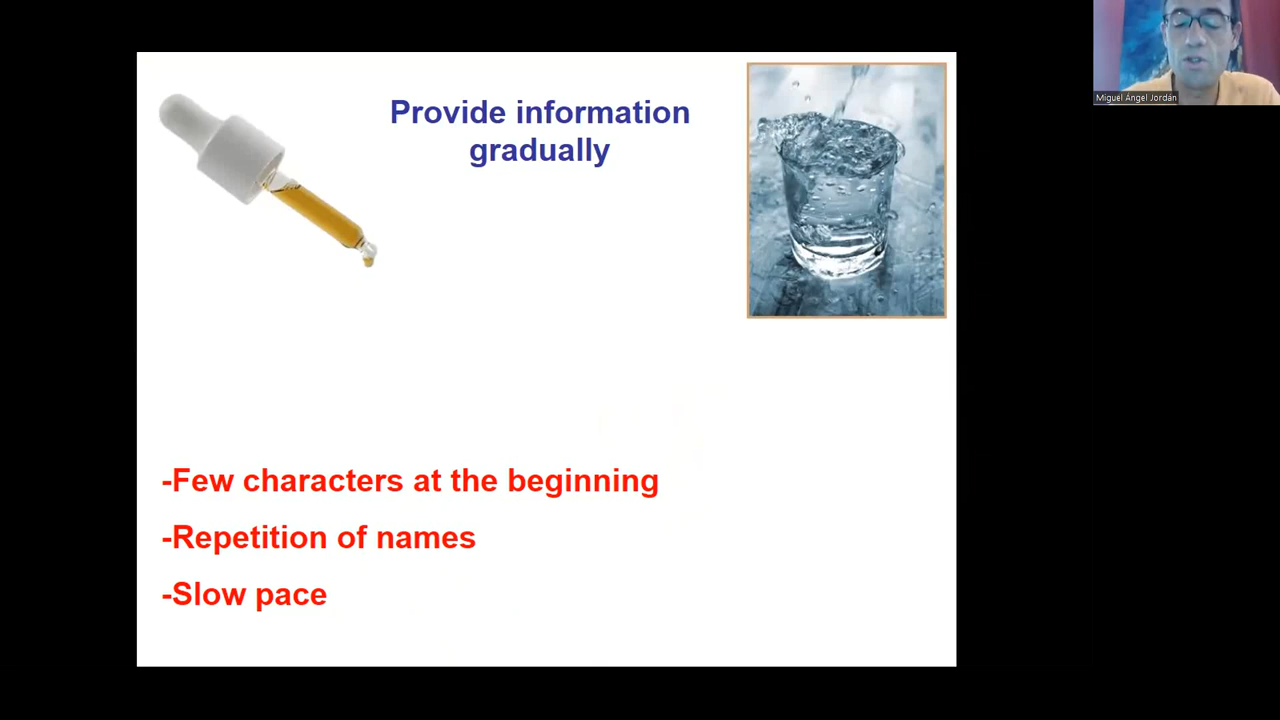 Provide information
gradually
Miguel Ángel Jordán
-Few characters at the beginning
-Repetition of names
-Slow pace